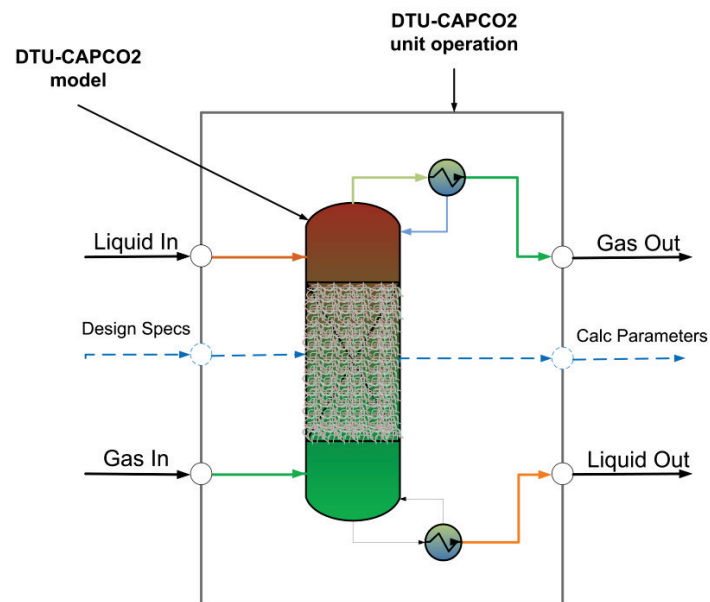 DTU-CAPCO2
unit operation
DTU-CAPCO2
model
Liquid In
Gas Out
Design Specs
Calc Parameters
Gas In
Liquid Out